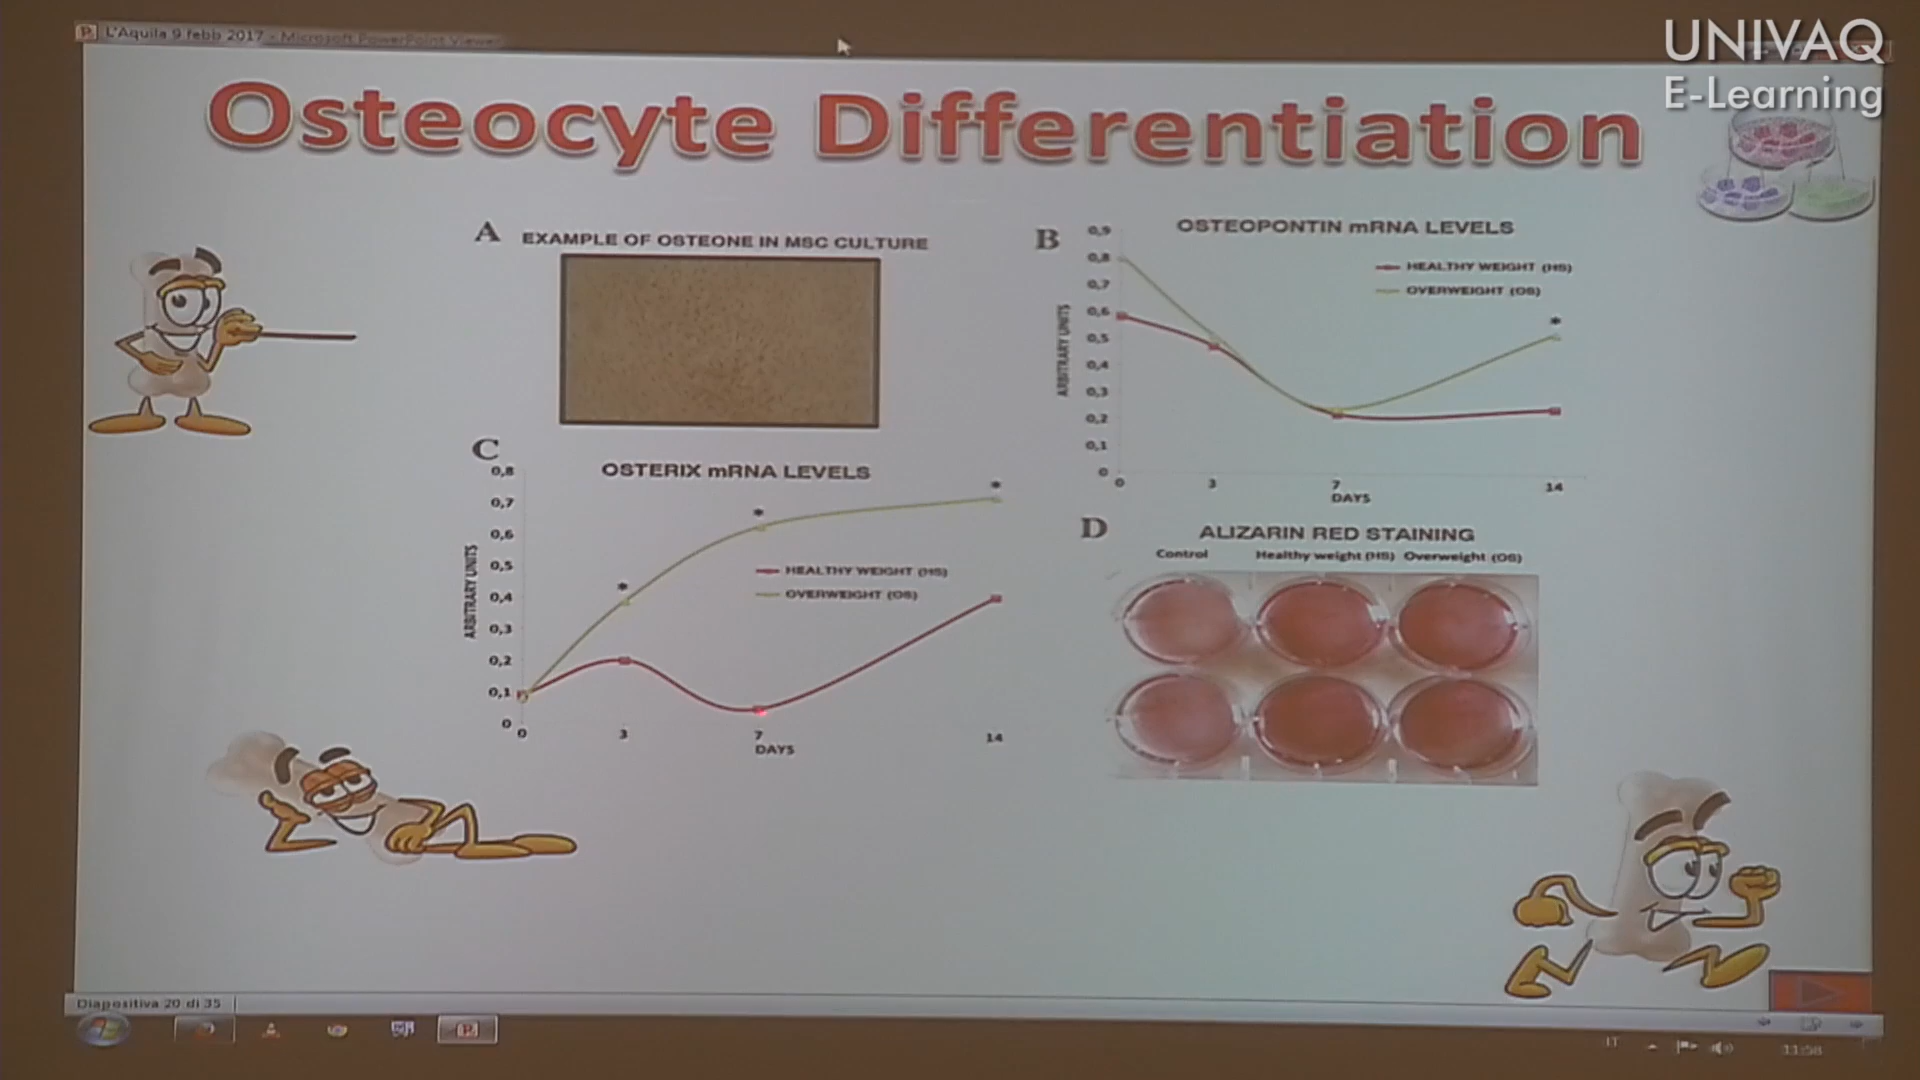 L'Aquila 9 febb 2017 - Microsoft PowerPoint Viewer
UNIVAQ
E-Learning
Osteocyte Differentiation
A
EXAMPLE OF OSTEONE IN MSC CULTURE
B
OSTEOPONTIN mRNA LEVELS
HEALTHY WEIGHT (HS)
OVERWEIGHT (OS)
ARBITRARY UNITS
0,9
0,8
0,7
0,6
0,5
0,4
0,3
0,2
0,1
0
*
0 3 7 14
DAYS
C
OSTERIX mRNA LEVELS
HEALTHY WEIGHT (HS)
OVERWEIGHT (OS)
ARBITRARY UNITS
0,8
0,7
0,6
0,5
0,4
0,3
0,2
0,1
0
* * *
0 3 7 14
DAYS
D
ALIZARIN RED STAINING
Control Healthy weight (HS) Overweight (OS)
Diapositiva 20 di 35
IT
11:58